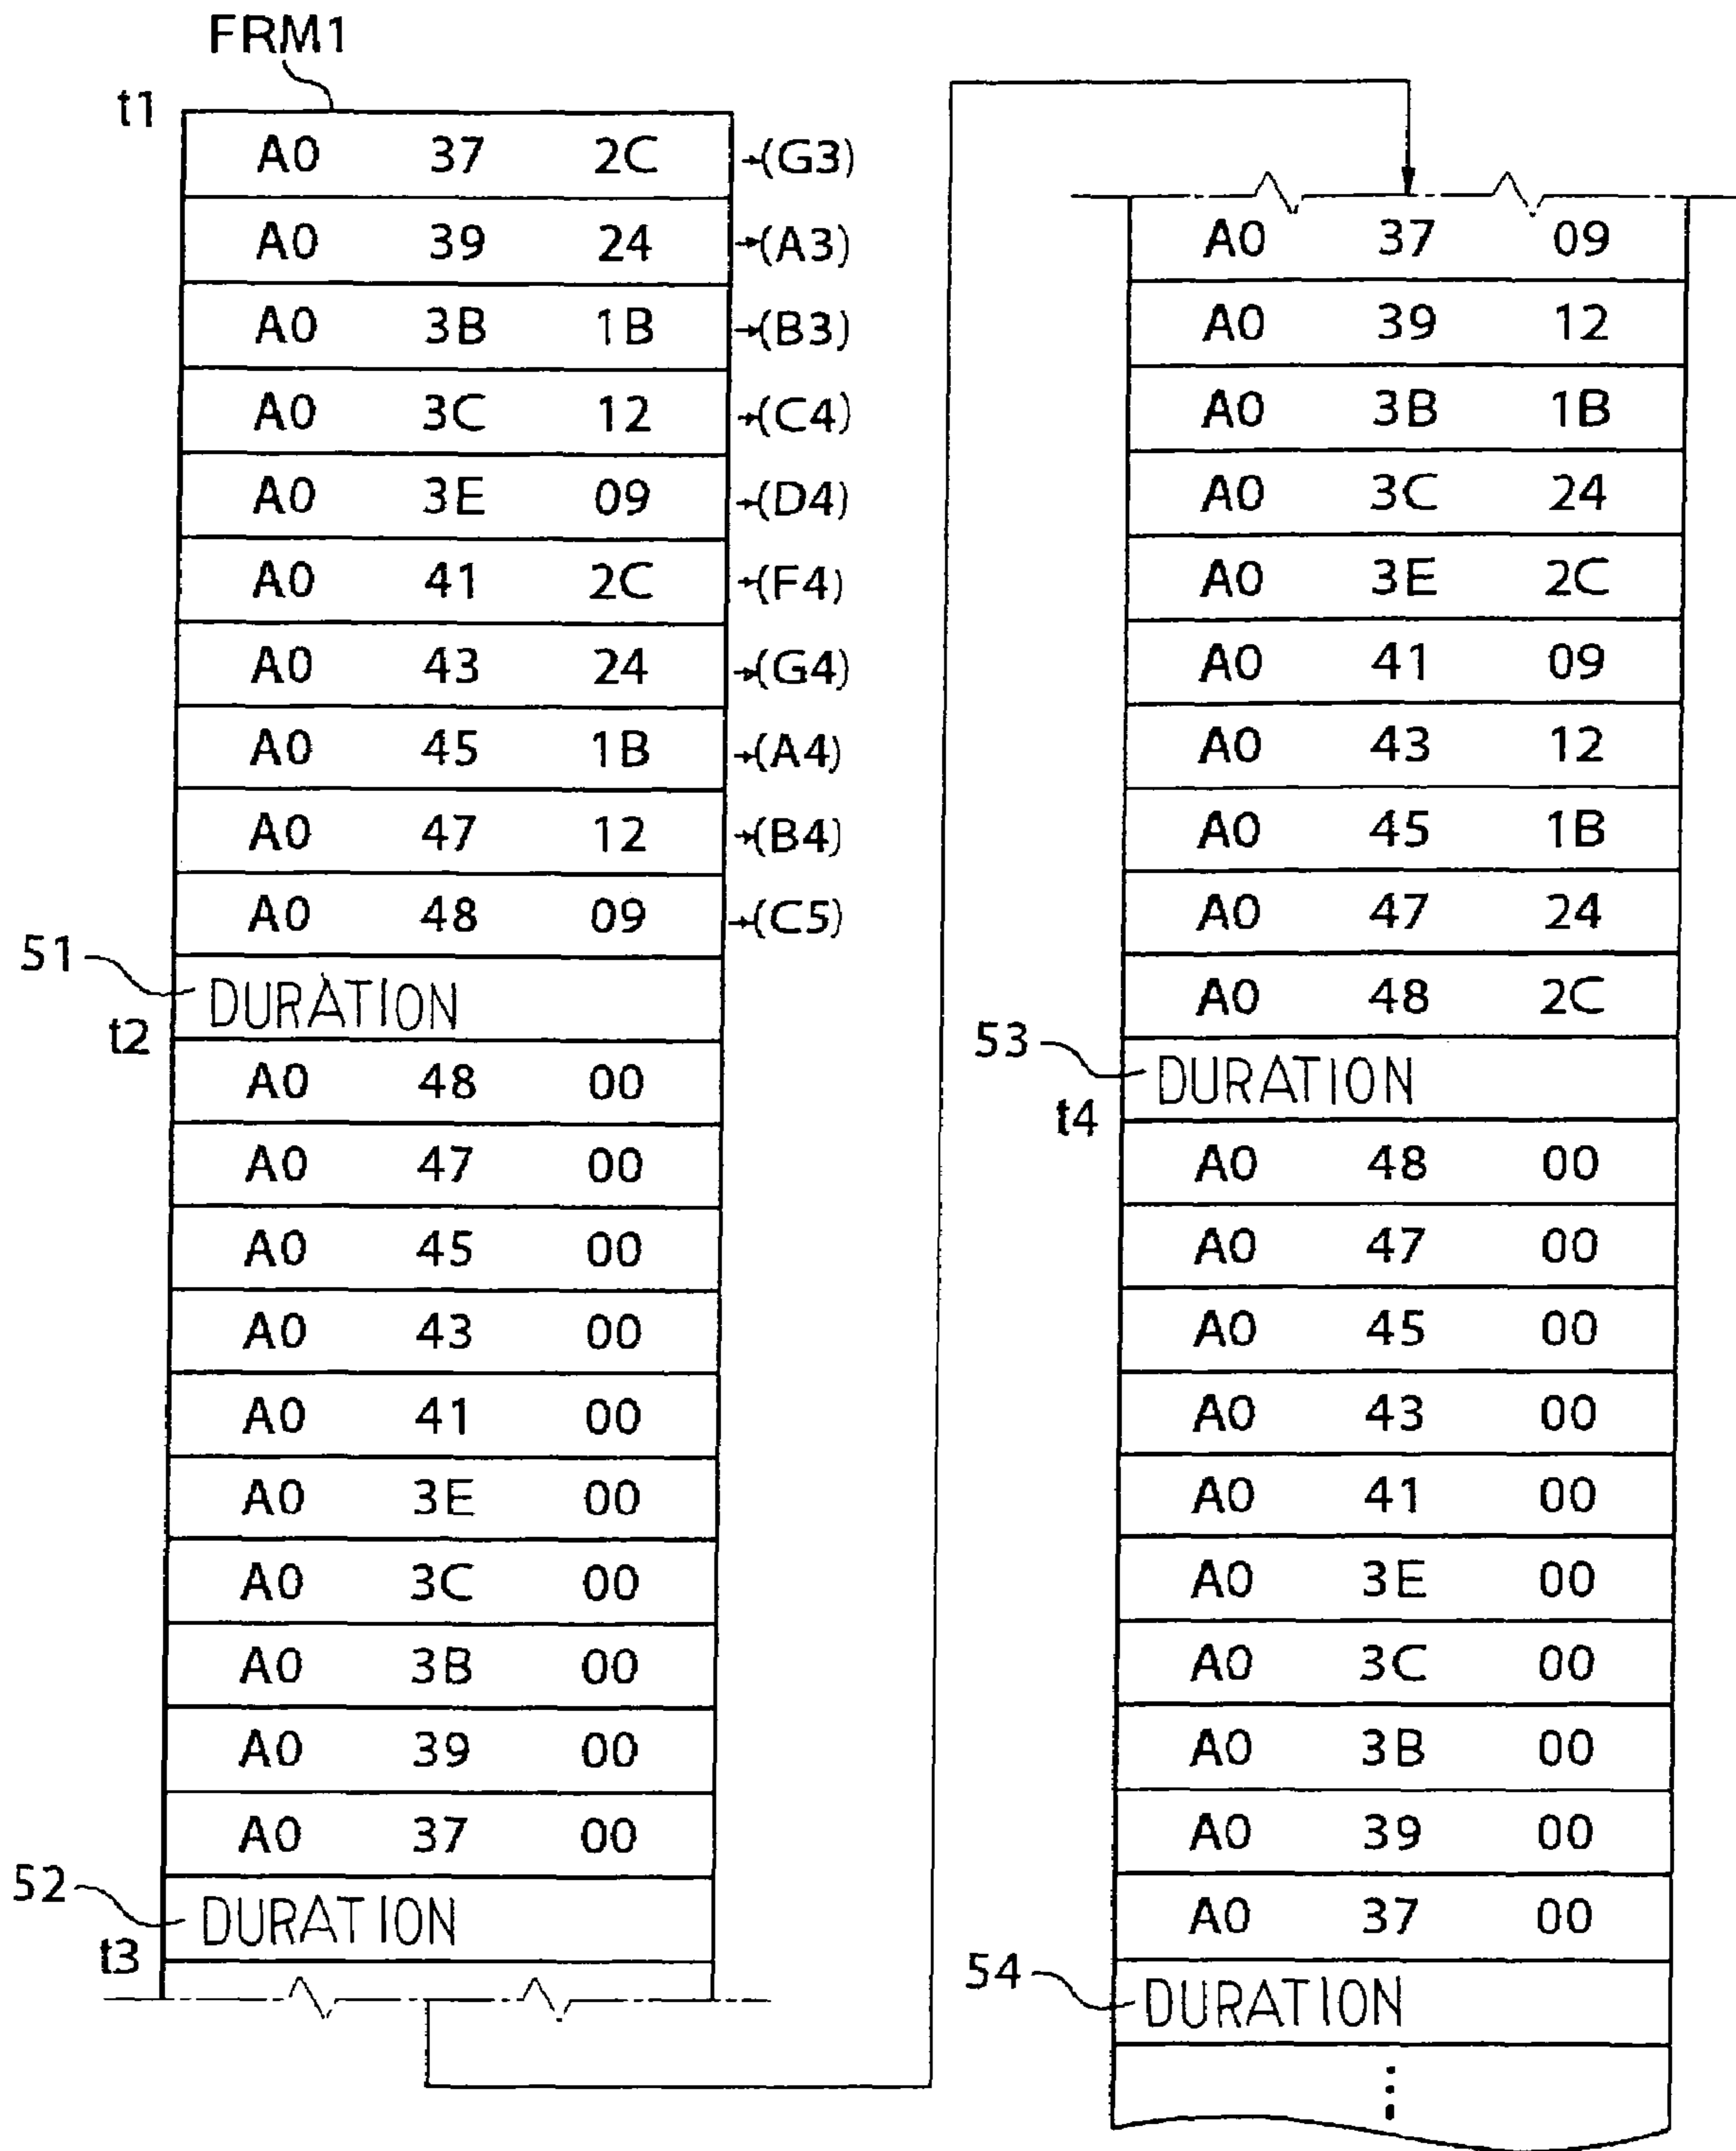 FRM1
t1
A0 37 2C (G3)
A0 39 24 (A3)
A0 3B 1B (B3)
A0 3C 12 (C4)
A0 3E 09 (D4)
A0 41 2C (F4)
A0 43 24 (G4)
A0 45 1B (A4)
A0 47 12 (B4)
A0 48 09 (C5)
51 DURATION
t2
A0 48 00
A0 47 00
A0 45 00
A0 43 00
A0 41 00
A0 3E 00
A0 3C 00
A0 3B 00
A0 39 00
A0 37 00
52 DURATION
t3
A0 37 09
A0 39 12
A0 3B 1B
A0 3C 24
A0 3E 2C
A0 41 09
A0 43 12
A0 45 1B
A0 47 24
A0 48 2C
53 DURATION
t4
A0 48 00
A0 47 00
A0 45 00
A0 43 00
A0 41 00
A0 3E 00
A0 3C 00
A0 3B 00
A0 39 00
A0 37 00
54 DURATION